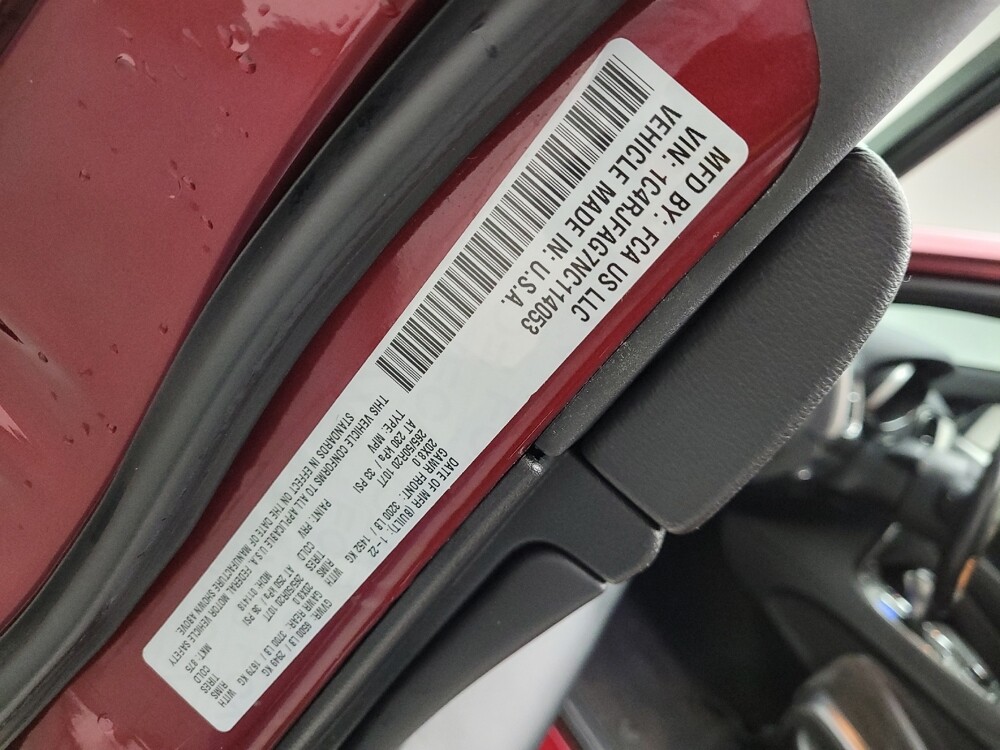 MFD BY: FCA US LLC
VIN: 1C4RJFAG7NC114053
VEHICLE MADE IN: U.S.A.
DATE OF MFR (BUILT): 1-22 GVWR: 6500 LB / 2949 KG
GAWR FRONT: 3200 LB / 1452 KG WITH GAWR REAR: 3700 LB / 1679 KG WITH
20X8.0 RIMS 20X8.0 RIMS
265/50R20 107T TIRES 265/50R20 107T TIRES
AT 230 kPa / 33 PSI COLD AT 250 kPa / 36 PSI COLD
TYPE: MPV PAINT: PRV MDH: 011418 MKT: 875
THIS VEHICLE CONFORMS TO ALL APPLICABLE U.S.A. FEDERAL MOTOR VEHICLE SAFETY
STANDARDS IN EFFECT ON THE DATE OF MANUFACTURE SHOWN ABOVE